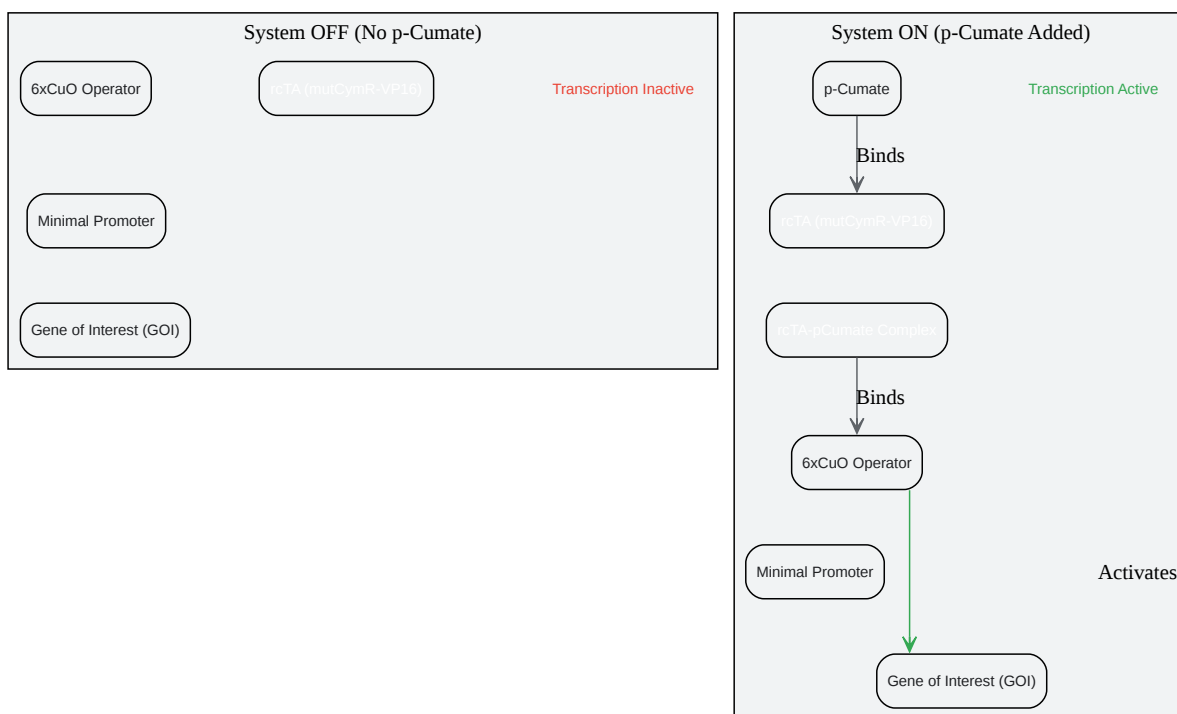 System OFF (No p-Cumate)
6xCuO Operator
rcTA (mutCymR-VP16)
Transcription Inactive
Minimal Promoter
Gene of Interest (GOI)
System ON (p-Cumate Added)
p-Cumate
Transcription Active
Binds
rcTA (mutCymR-VP16)
rcTA-pCumate Complex
Binds
6xCuO Operator
Minimal Promoter
Activates
Gene of Interest (GOI)